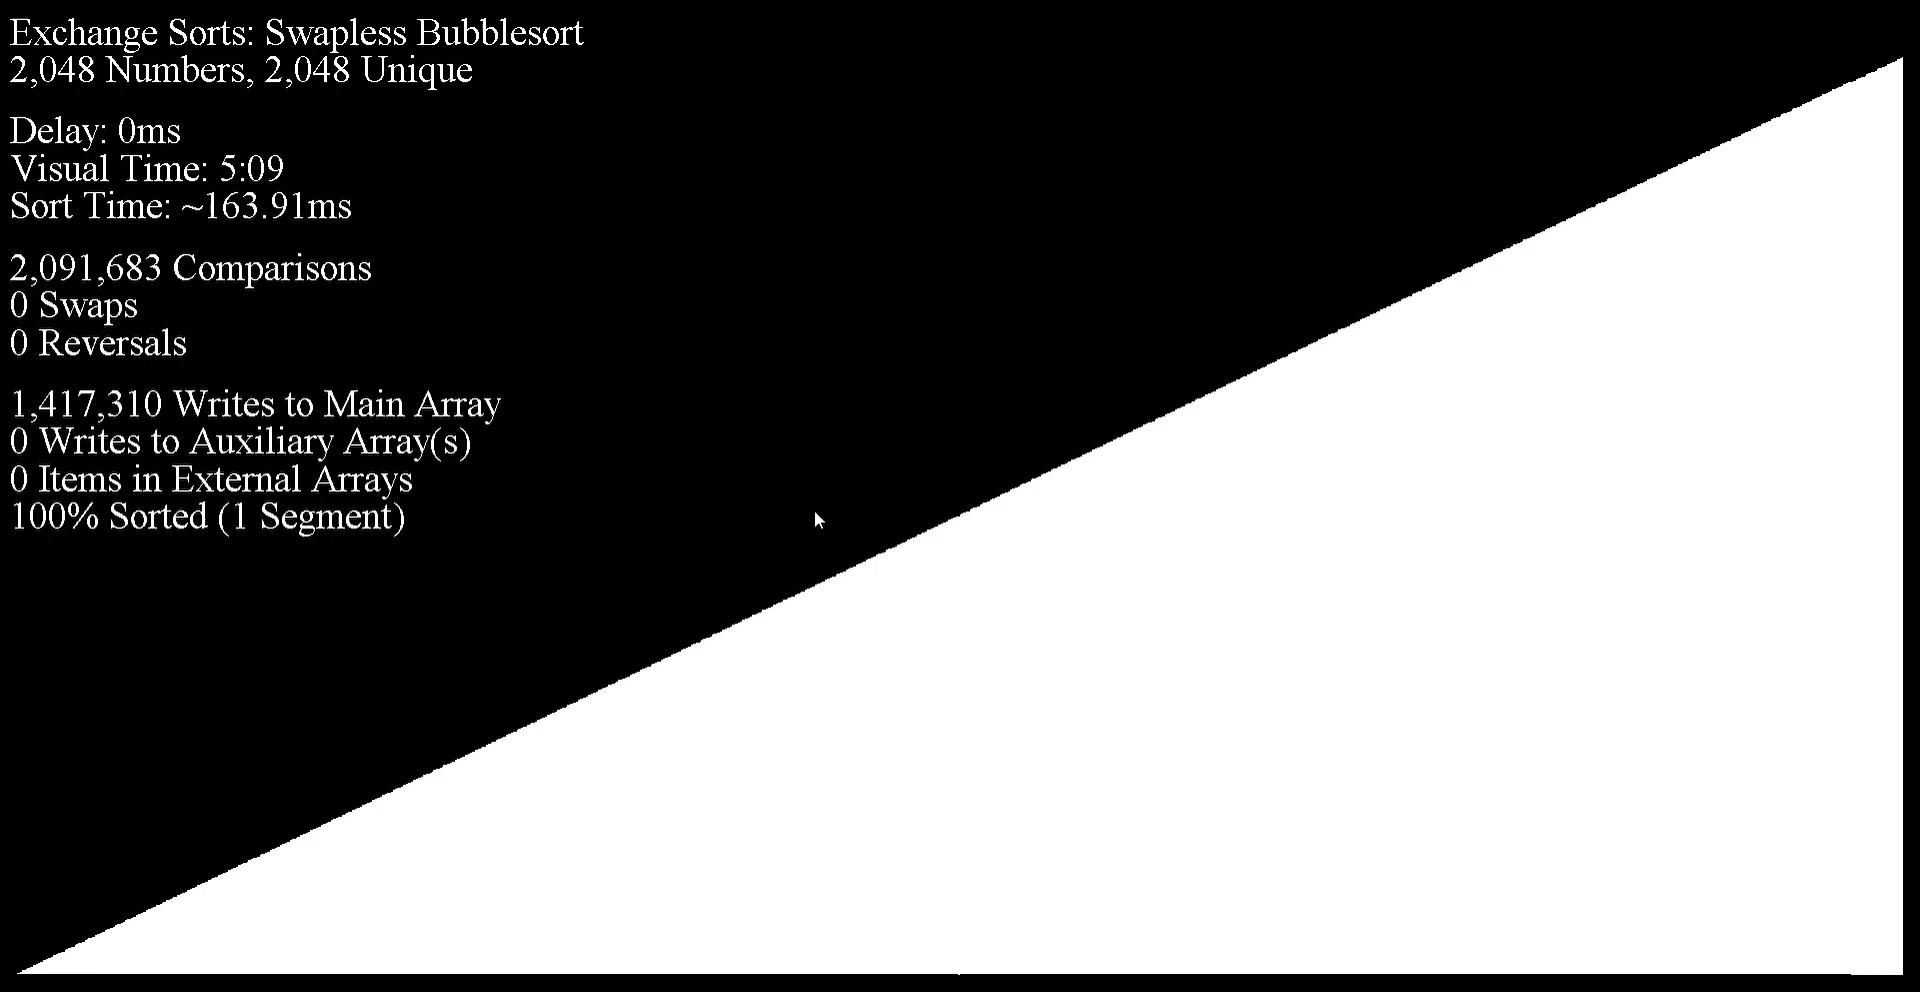 Exchange Sorts: Swapless Bubblesort
2,048 Numbers, 2,048 Unique
Delay: 0ms
Visual Time: 5:09
Sort Time: ~163.91ms
2,091,683 Comparisons
0 Swaps
0 Reversals
1,417,310 Writes to Main Array
0 Writes to Auxiliary Array(s)
0 Items in External Arrays
100% Sorted (1 Segment)